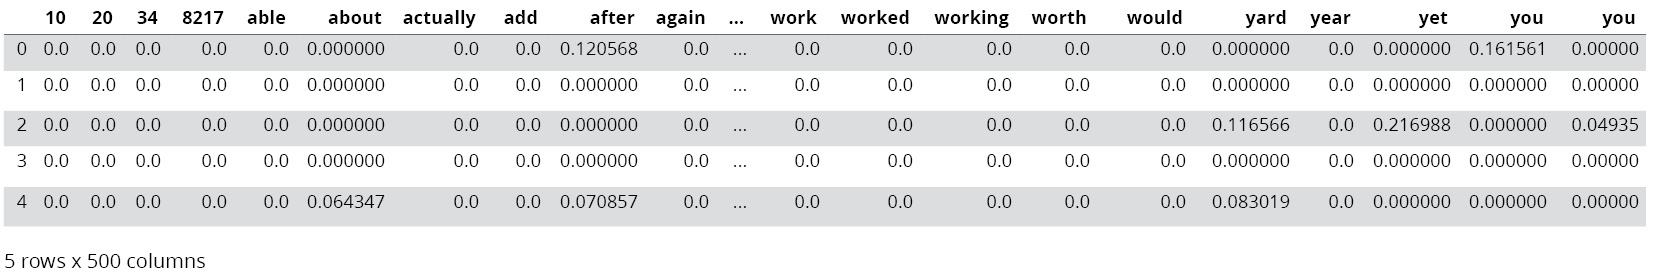 10 20 34 8217 able about actually add after again ... work worked working worth would yard year yet you you
0 0.0 0.0 0.0 0.0 0.0 0.000000 0.0 0.0 0.120568 0.0 ... 0.0 0.0 0.0 0.0 0.0 0.000000 0.0 0.000000 0.161561 0.00000
1 0.0 0.0 0.0 0.0 0.0 0.000000 0.0 0.0 0.000000 0.0 ... 0.0 0.0 0.0 0.0 0.0 0.000000 0.0 0.000000 0.000000 0.00000
2 0.0 0.0 0.0 0.0 0.0 0.000000 0.0 0.0 0.000000 0.0 ... 0.0 0.0 0.0 0.0 0.0 0.116566 0.0 0.216988 0.000000 0.04935
3 0.0 0.0 0.0 0.0 0.0 0.000000 0.0 0.0 0.000000 0.0 ... 0.0 0.0 0.0 0.0 0.0 0.000000 0.0 0.000000 0.000000 0.00000
4 0.0 0.0 0.0 0.0 0.0 0.064347 0.0 0.0 0.070857 0.0 ... 0.0 0.0 0.0 0.0 0.0 0.083019 0.0 0.000000 0.000000 0.00000
5 rows x 500 columns